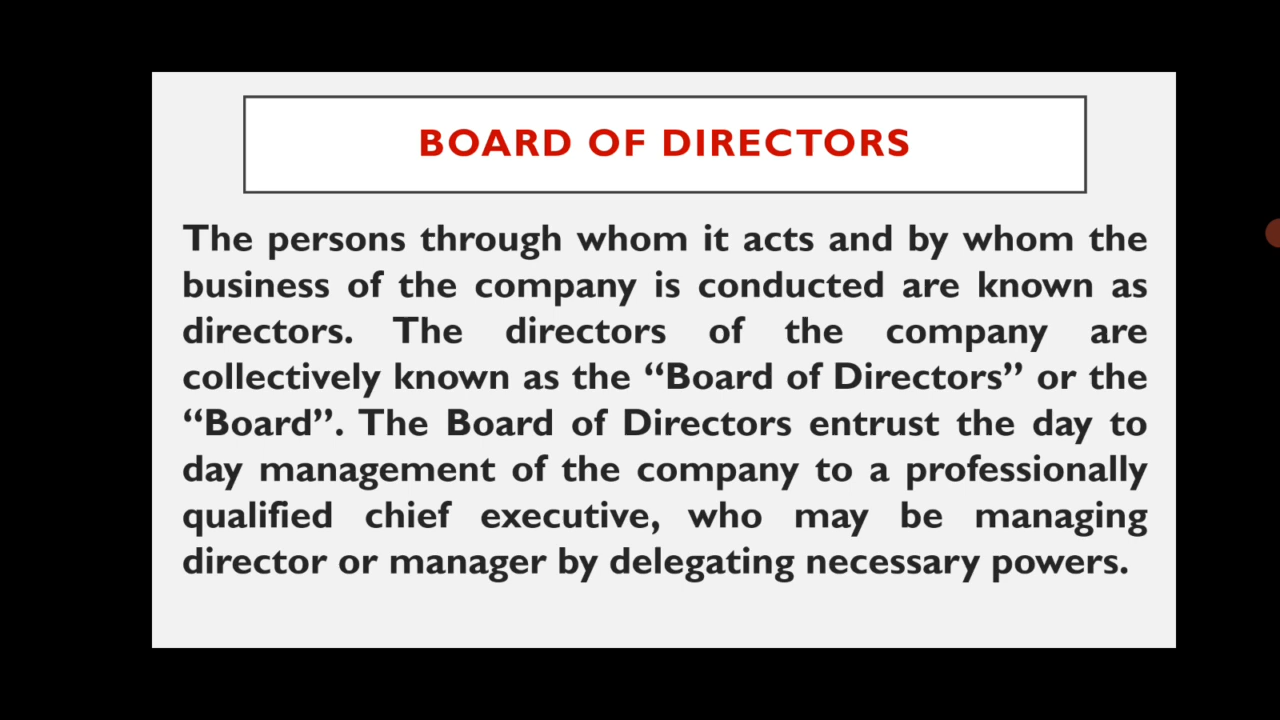 BOARD OF DIRECTORS
The persons through whom it acts and by whom the
business of the company is conducted are known as
directors. The directors of the company are
collectively known as the “Board of Directors” or the
“Board”. The Board of Directors entrust the day to
day management of the company to a professionally
qualified chief executive, who may be managing
director or manager by delegating necessary powers.